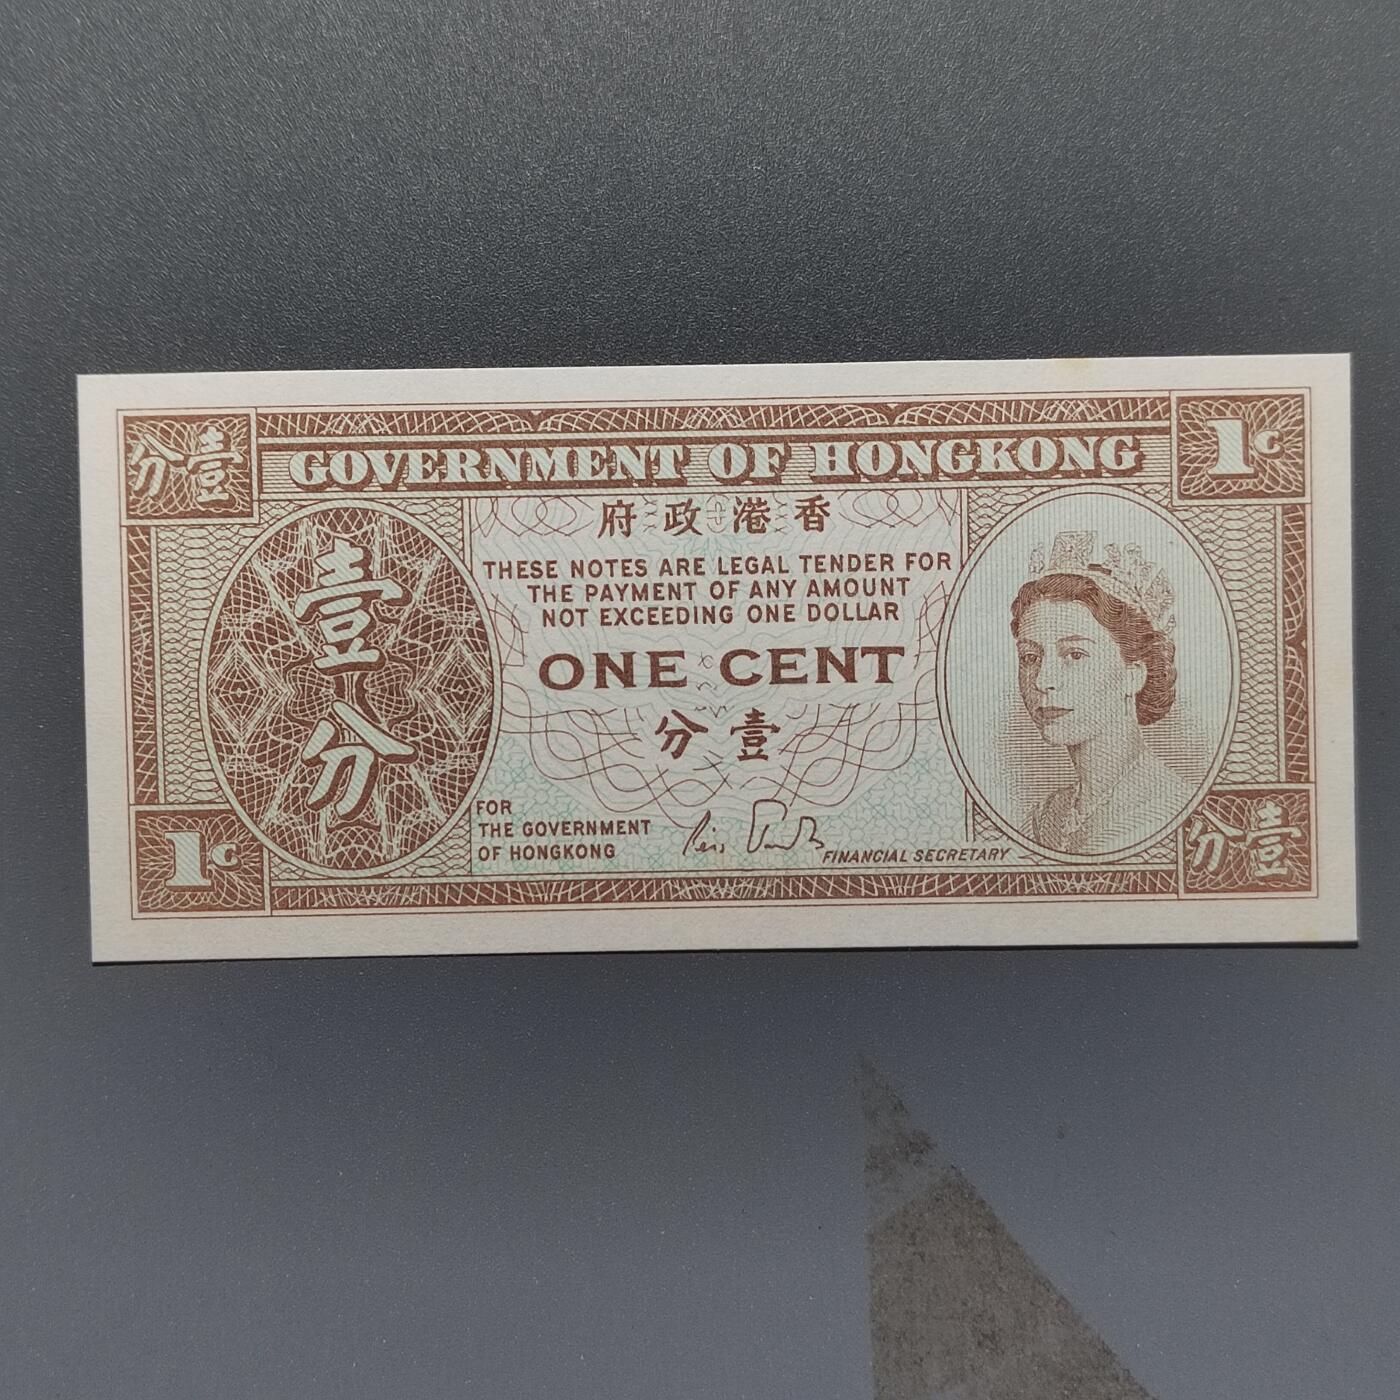 分壹
GOVERNMENT OF HONGKONG
1c
府政港香
THESE NOTES ARE LEGAL TENDER FOR
THE PAYMENT OF ANY AMOUNT
NOT EXCEEDING ONE DOLLAR
壹
分
ONE CENT
分壹
FOR
THE GOVERNMENT
OF HONGKONG
FINANCIAL SECRETARY
1c
分壹